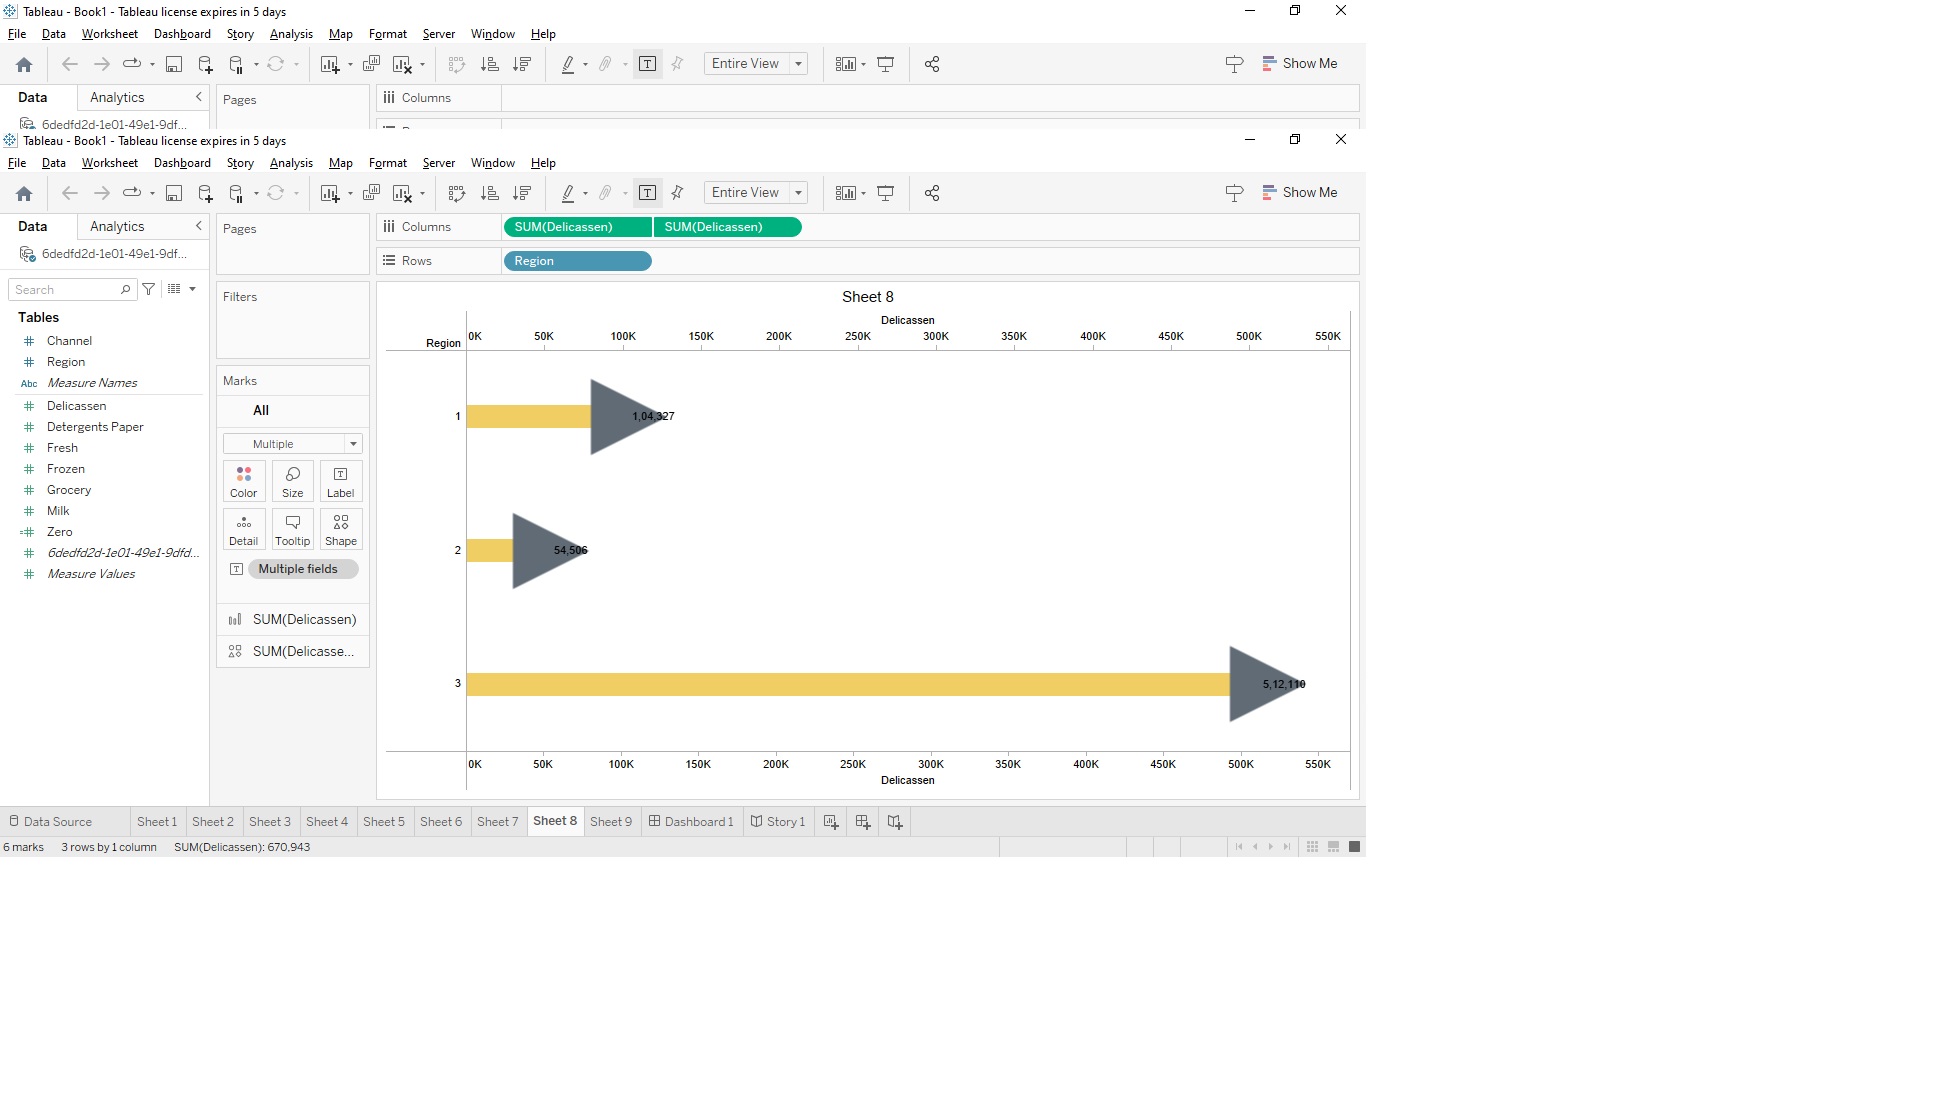 Tableau - Book1 - Tableau license expires in 5 days
File Data Worksheet Dashboard Story Analysis Map Format Server Window Help
Entire View Show Me
Data Analytics Pages Columns
6dedfd2d-1e01-49e1-9df...
Tableau - Book1 - Tableau license expires in 5 days
File Data Worksheet Dashboard Story Analysis Map Format Server Window Help
Entire View Show Me
Data Analytics Pages Columns SUM(Delicassen) SUM(Delicassen)
6dedfd2d-1e01-49e1-9df... Rows Region
Search
Tables
Channel
Region
Abc Measure Names
Delicassen
Detergents Paper
Fresh
Frozen
Grocery
Milk
Zero
6dedfd2d-1e01-49e1-9dfd...
Measure Values
Filters
Marks
All
Multiple
Color Size Label
Detail Tooltip Shape
Multiple fields
SUM(Delicassen)
SUM(Delicasse...
Sheet 8
Delicassen
Region 0K 50K 100K 150K 200K 250K 300K 350K 400K 450K 500K 550K
1 1,04,327
2 54,506
3 5,12,110
0K 50K 100K 150K 200K 250K 300K 350K 400K 450K 500K 550K
Delicassen
Data Source Sheet 1 Sheet 2 Sheet 3 Sheet 4 Sheet 5 Sheet 6 Sheet 7 Sheet 8 Sheet 9 Dashboard 1 Story 1
6 marks 3 rows by 1 column SUM(Delicassen): 670,943